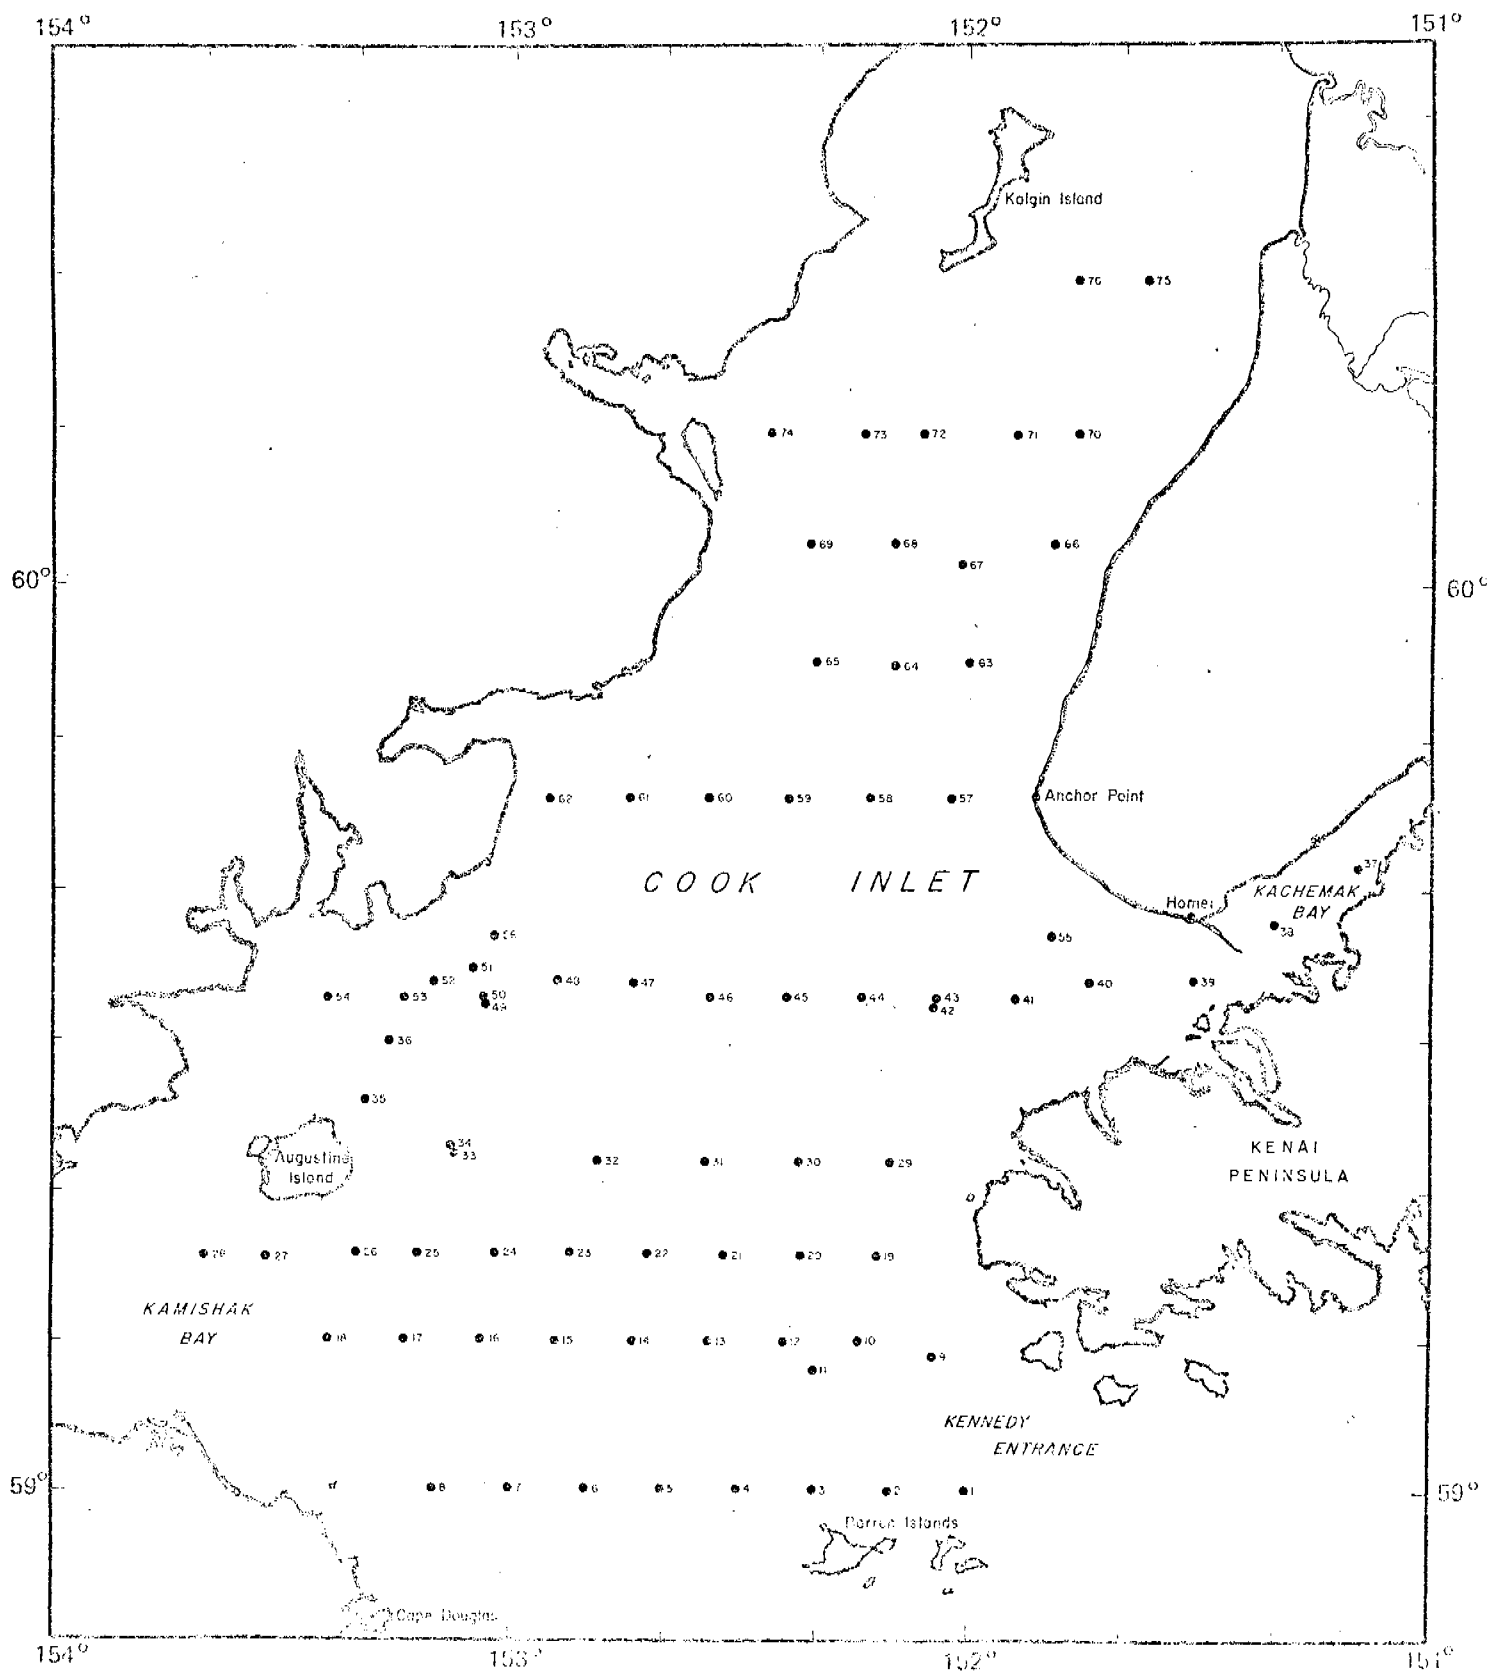 154° 153° 152° 151°
Kalgin Island
76 75
74 73 72 71 70
69 68 66
67
60° 60°
65 64 63
62 61 60 59 58 57 Anchor Point
COOK INLET
37
KACHEMAK
BAY
Homer
38
55
51
52 48 47 40 39
54 53 50 46 45 44 43 41
49 42
36
35
34
33
Augustine
Island
32 31 30 29
KENAI
PENINSULA
28 27 26 25 24 23 22 21 20 19
KAMISHAK
BAY
18 17 16 15 14 13 12 10
9
11
KENNEDY
ENTRANCE
59° 8 7 6 5 4 3 2 1 59°
Barren Islands
Cape Douglas
154° 153° 152° 151°